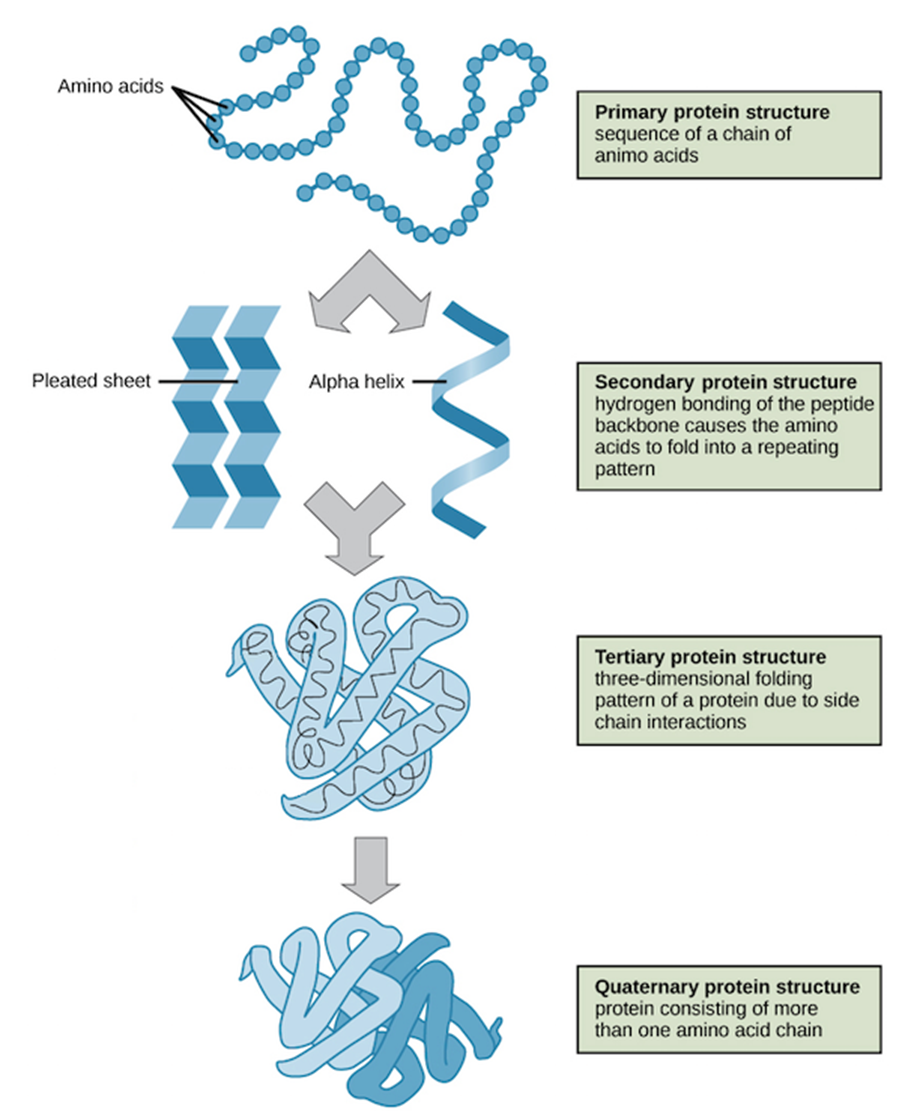 Amino acids
Primary protein structure
sequence of a chain of
animo acids
Pleated sheet
Alpha helix
Secondary protein structure
hydrogen bonding of the peptide
backbone causes the amino
acids to fold into a repeating
pattern
Tertiary protein structure
three-dimensional folding
pattern of a protein due to side
chain interactions
Quaternary protein structure
protein consisting of more
than one amino acid chain